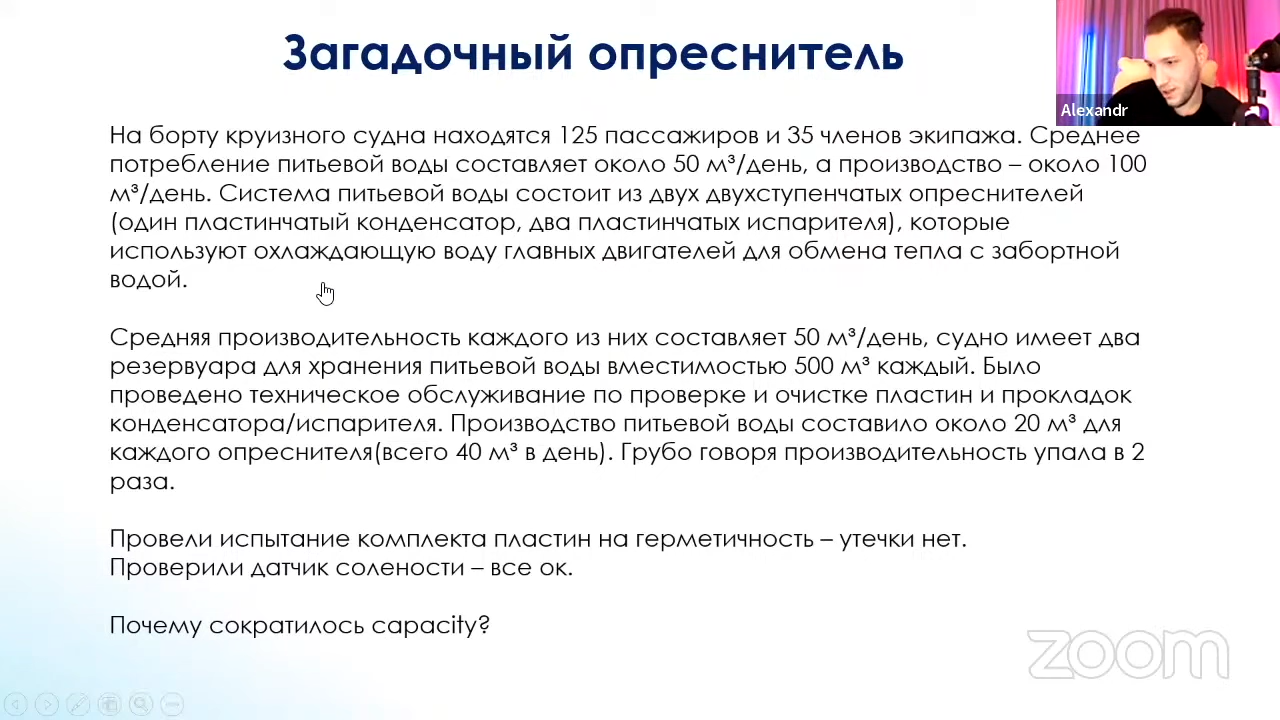 Загадочный опреснитель
Alexandr
На борту круизного судна находятся 125 пассажиров и 35 членов экипажа. Среднее
потребление питьевой воды составляет около 50 м³/день, а производство – около 100
м³/день. Система питьевой воды состоит из двух двухступенчатых опреснителей
(один пластинчатый конденсатор, два пластинчатых испарителя), которые
используют охлаждающую воду главных двигателей для обмена тепла с забортной
водой.
Средняя производительность каждого из них составляет 50 м³/день, судно имеет два
резервуара для хранения питьевой воды вместимостью 500 м³ каждый. Было
проведено техническое обслуживание по проверке и очистке пластин и прокладок
конденсатора/испарителя. Производство питьевой воды составило около 20 м³ для
каждого опреснителя(всего 40 м³ в день). Грубо говоря производительность упала в 2
раза.
Провели испытание комплекта пластин на герметичность – утечки нет.
Проверили датчик солености – все ок.
Почему сократилось capacity?
zoom